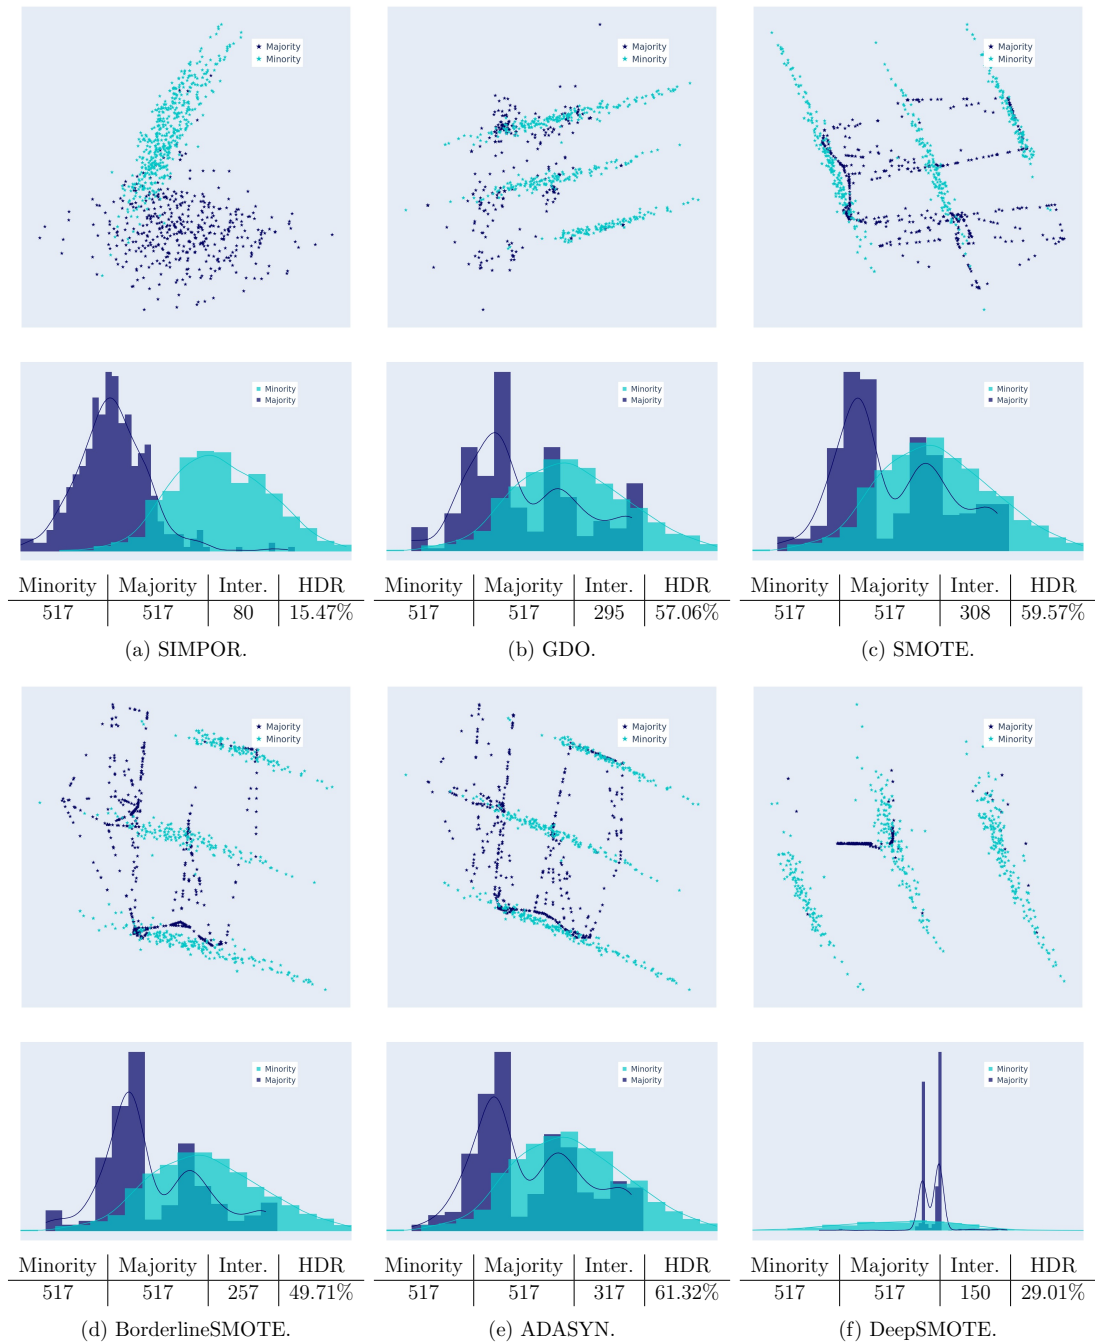 Majority
Minority
Majority
Minority
Majority
Minority
Minority
Majority
Minority
Majority
Minority
Majority
Minority Majority Inter. HDR
517 517 80 15.47%
(a) SIMPOR.
Minority Majority Inter. HDR
517 517 295 57.06%
(b) GDO.
Minority Majority Inter. HDR
517 517 308 59.57%
(c) SMOTE.
Majority
Minority
Majority
Minority
Majority
Minority
Minority
Majority
Minority
Majority
Minority
Majority
Minority Majority Inter. HDR
517 517 257 49.71%
(d) BorderlineSMOTE.
Minority Majority Inter. HDR
517 517 317 61.32%
(e) ADASYN.
Minority Majority Inter. HDR
517 517 150 29.01%
(f) DeepSMOTE.